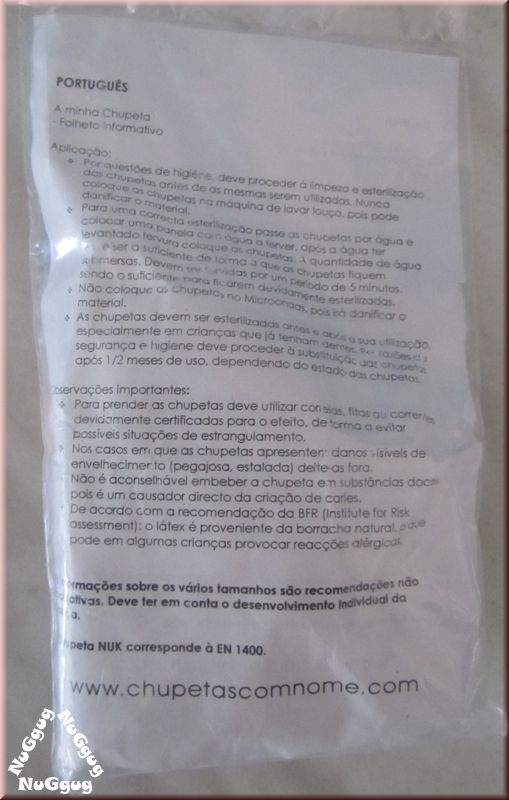 PORTUGUÊS
A minha Chupeta
- Folheto informativo
Aplicação:
Por questões de higiéne, deve proceder à limpeza e esterilização
das chupetas antes de as mesmas serem utilizadas. Nunca
coloque as chupetas na máquina de lavar louça, pois pode
danificar o material.
Para uma correcta esterilização passe as chupetas por água e
colocar uma panela com água a ferver, após a água ter
levantado fervura coloque as chupetas. A quantidade de água
ser a suficiente de forma a que as chupetas fiquem
submersas. Devem ser fervidas por um período de 5 minutos,
sendo o suficiente para ficarem devidamente esterilizadas.
Não coloque as chupetas no Microondas, pois irá danificar o
material.
As chupetas devem ser esterilizadas antes e após a sua utilização,
especialmente em crianças que já tenham dentes. Por razões de
segurança e higiene deve proceder à substituição das chupetas
após 1/2 meses de uso, dependendo do estado das chupetas.
Observações importantes:
Para prender as chupetas deve utilizar correias, fitas ou correntes
devidamente certificadas para o efeito, de forma a evitar
possíveis situações de estrangulamento.
Nos casos em que as chupetas apresentem danos visíveis de
envelhecimento (pegajosa, estalada) deite-as fora.
Não é aconselhável embeber a chupeta em substâncias doces
pois é um causador directo da criação de caries.
De acordo com a recomendação da BFR (Institute for Risk
assessment): o látex é proveniente da borracha natural, o que
pode em algumas crianças provocar reacções alérgicas.
formações sobre os vários tamanhos são recomendações não
ativas. Deve ter em conta o desenvolvimento individual da
ça.
upeta NUK corresponde à EN 1400.
www.chupetascomnome.com
NuGgug
NuGgug
NuGgug